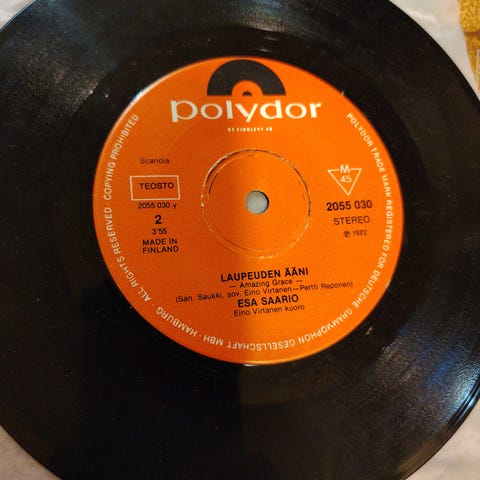 polydor
BY FINNLEVY AB
Scandia
TEOSTO
2055 030 y
2
3'55
MADE IN
FINLAND
M
45
2055 030
STEREO
℗ 1972
LAUPEUDEN ÄÄNI
— Amazing Grace —
(San. Saukki, sov. Eino Virtanen—Pertti Reponen)
ESA SAARIO
Eino Virtanen kuoro
POLYDOR TRADE MARK REGISTERED FOR DEUTSCHE GRAMMOPHON GESELLSCHAFT MBH · HAMBURG · ALL RIGHTS RESERVED · COPYING PROHIBITED